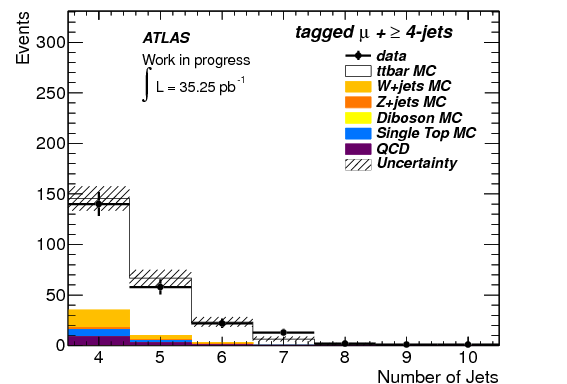 tagged μ + ≥ 4-jets
ATLAS
Work in progress
∫ L = 35.25 pb⁻¹
data
ttbar MC
W+jets MC
Z+jets MC
Diboson MC
Single Top MC
QCD
Uncertainty
Events
300
250
200
150
100
50
0
4 5 6 7 8 9 10
Number of Jets